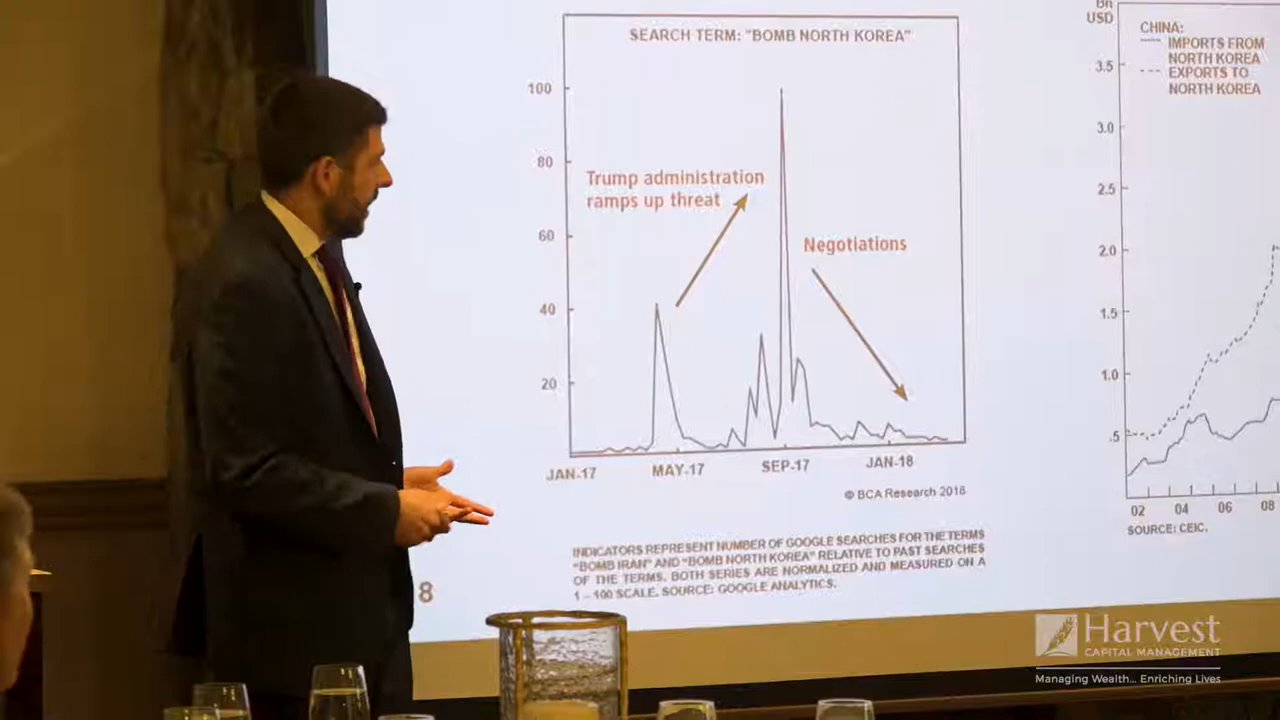 SEARCH TERM: "BOMB NORTH KOREA"
100
80
60
40
20
Trump administration
ramps up threat
Negotiations
JAN-17
MAY-17
SEP-17
JAN-18
© BCA Research 2018
INDICATORS REPRESENT NUMBER OF GOOGLE SEARCHES FOR THE TERMS
"BOMB IRAN" AND "BOMB NORTH KOREA" RELATIVE TO PAST SEARCHES
OF THE TERMS. BOTH SERIES ARE NORMALIZED AND MEASURED ON A
1 – 100 SCALE. SOURCE: GOOGLE ANALYTICS.
8
Bn
USD
CHINA:
IMPORTS FROM
NORTH KOREA
EXPORTS TO
NORTH KOREA
3.5
3.0
2.5
2.0
1.5
1.0
.5
02
04
06
08
SOURCE: CEIC.
Harvest
CAPITAL MANAGEMENT
Managing Wealth... Enriching Lives